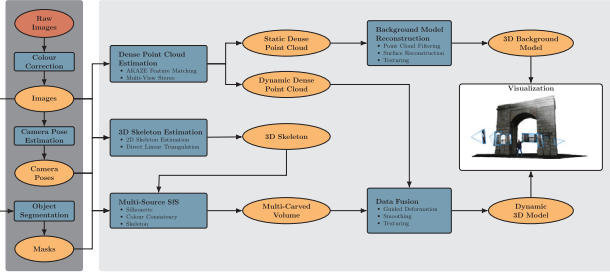 Raw
Images
Colour
Correction
Images
Camera Pose
Estimation
Camera
Poses
Object
Segmentation
Masks
Dense Point Cloud
Estimation
• AKAZE Feature Matching
• Multi-View Stereo
Static Dense
Point Cloud
Dynamic Dense
Point Cloud
Background Model
Reconstruction
• Point Cloud Filtering
• Surface Reconstruction
• Texturing
3D Background
Model
Visualization
3D Skeleton Estimation
• 2D Skeleton Estimation
• Direct Linear Triangulation
3D Skeleton
Multi-Source SfS
• Silhouette
• Colour Consistency
• Skeleton
Multi-Carved
Volume
Data Fusion
• Guided Deformation
• Smoothing
• Texturing
Dynamic
3D Model